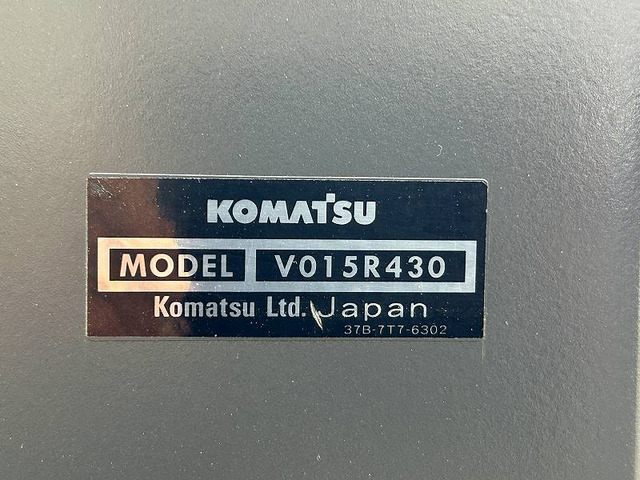 KOMATSU
MODEL V015R430
Komatsu Ltd. Japan
37B-7T7-6302